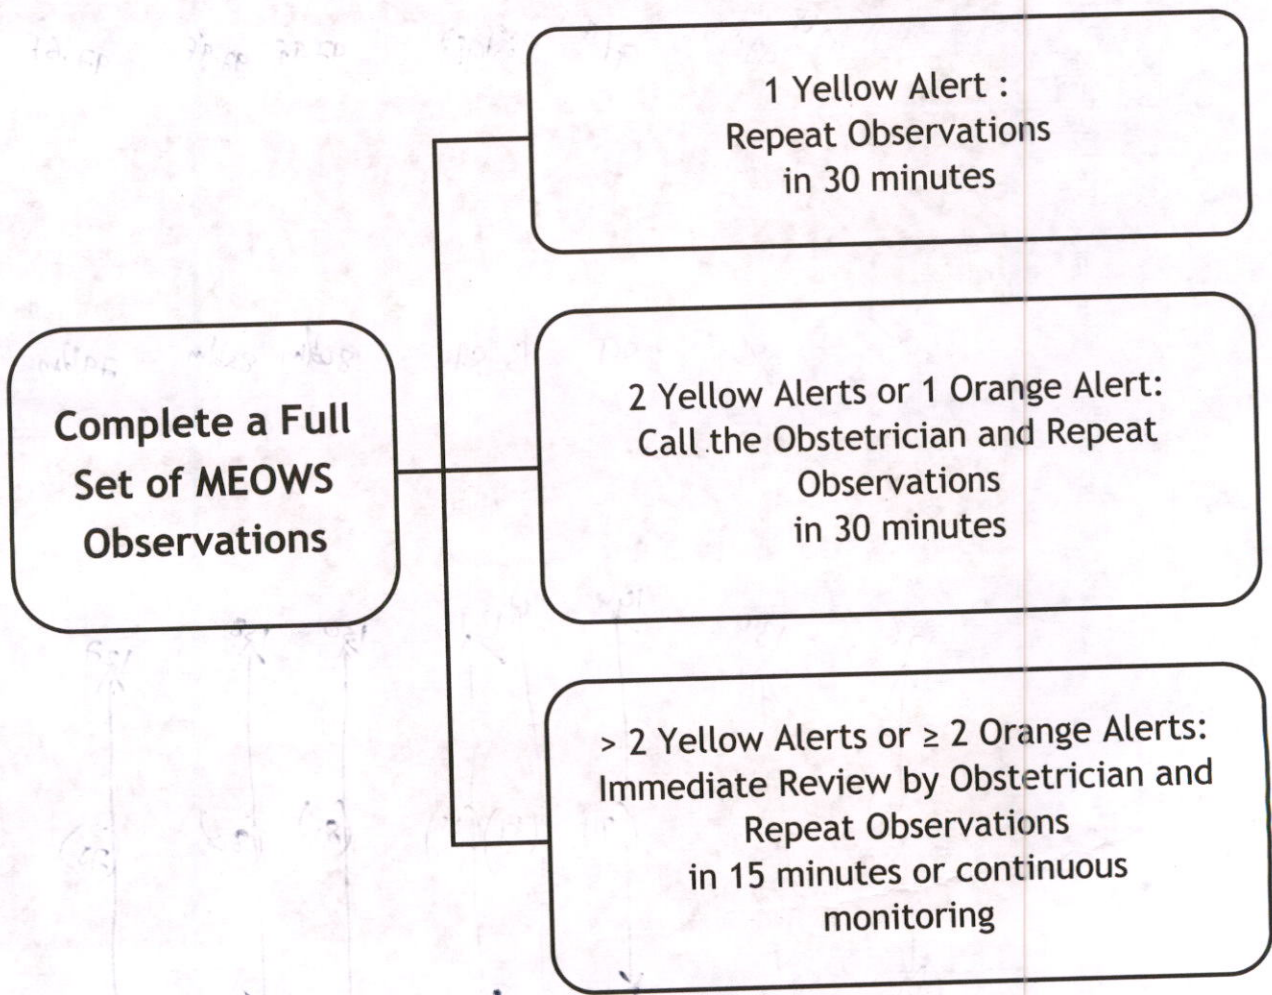 1 Yellow Alert :
Repeat Observations
in 30 minutes
Complete a Full
Set of MEOWS
Observations
2 Yellow Alerts or 1 Orange Alert:
Call the Obstetrician and Repeat
Observations
in 30 minutes
> 2 Yellow Alerts or ≥ 2 Orange Alerts:
Immediate Review by Obstetrician and
Repeat Observations
in 15 minutes or continuous
monitoring